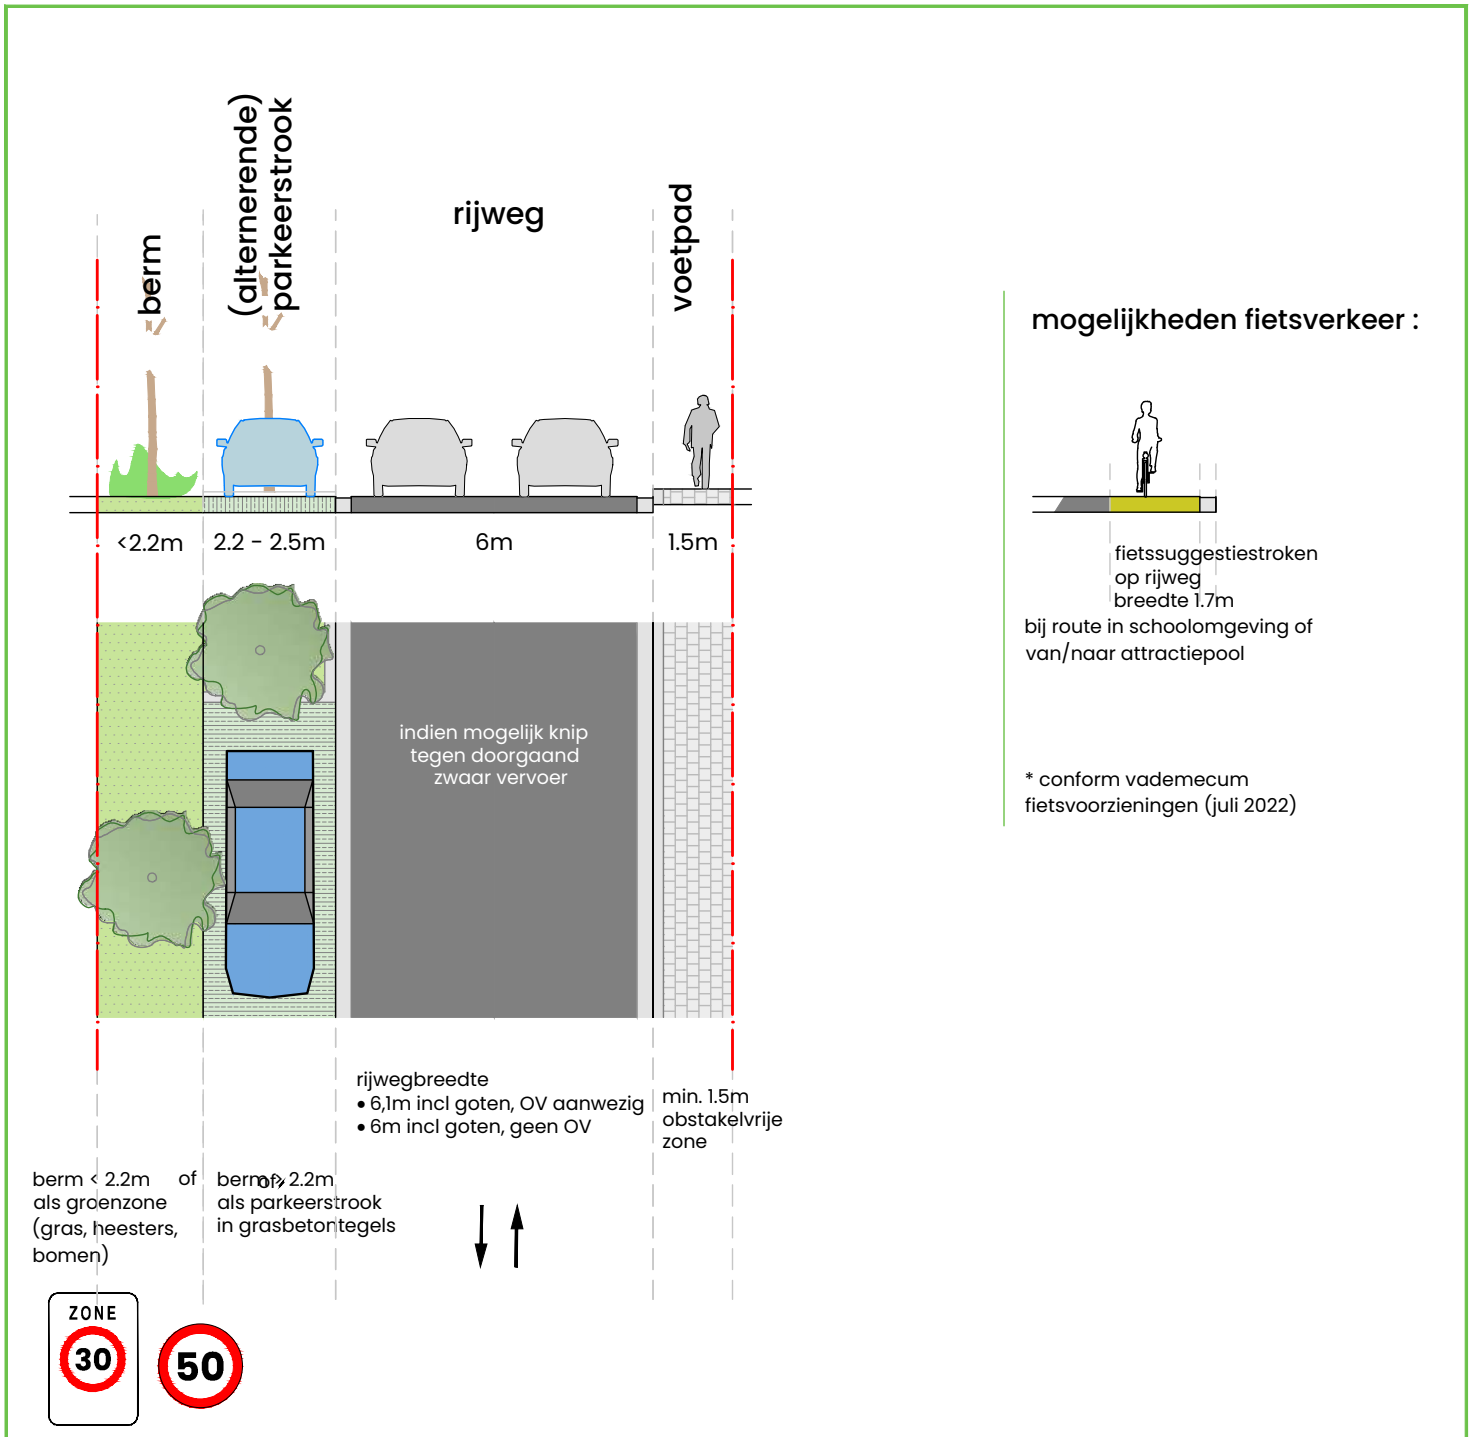 berm
(alternerende)
parkeerstrook
rijweg
voetpad
<2.2m
2.2 - 2.5m
6m
1.5m
indien mogelijk knip
tegen doorgaand
zwaar vervoer
rijwegbreedte
• 6,1m incl goten, OV aanwezig
• 6m incl goten, geen OV
min. 1.5m
obstakelvrije
zone
berm < 2.2m
als groenzone
(gras, heesters,
bomen)
of
berm > 2.2m
als parkeerstrook
in grasbetontegels
of
ZONE
30
50
mogelijkheden fietsverkeer :
fietssuggestiestroken
op rijweg
breedte 1.7m
bij route in schoolomgeving of
van/naar attractiepool
* conform vademecum
fietsvoorzieningen (juli 2022)